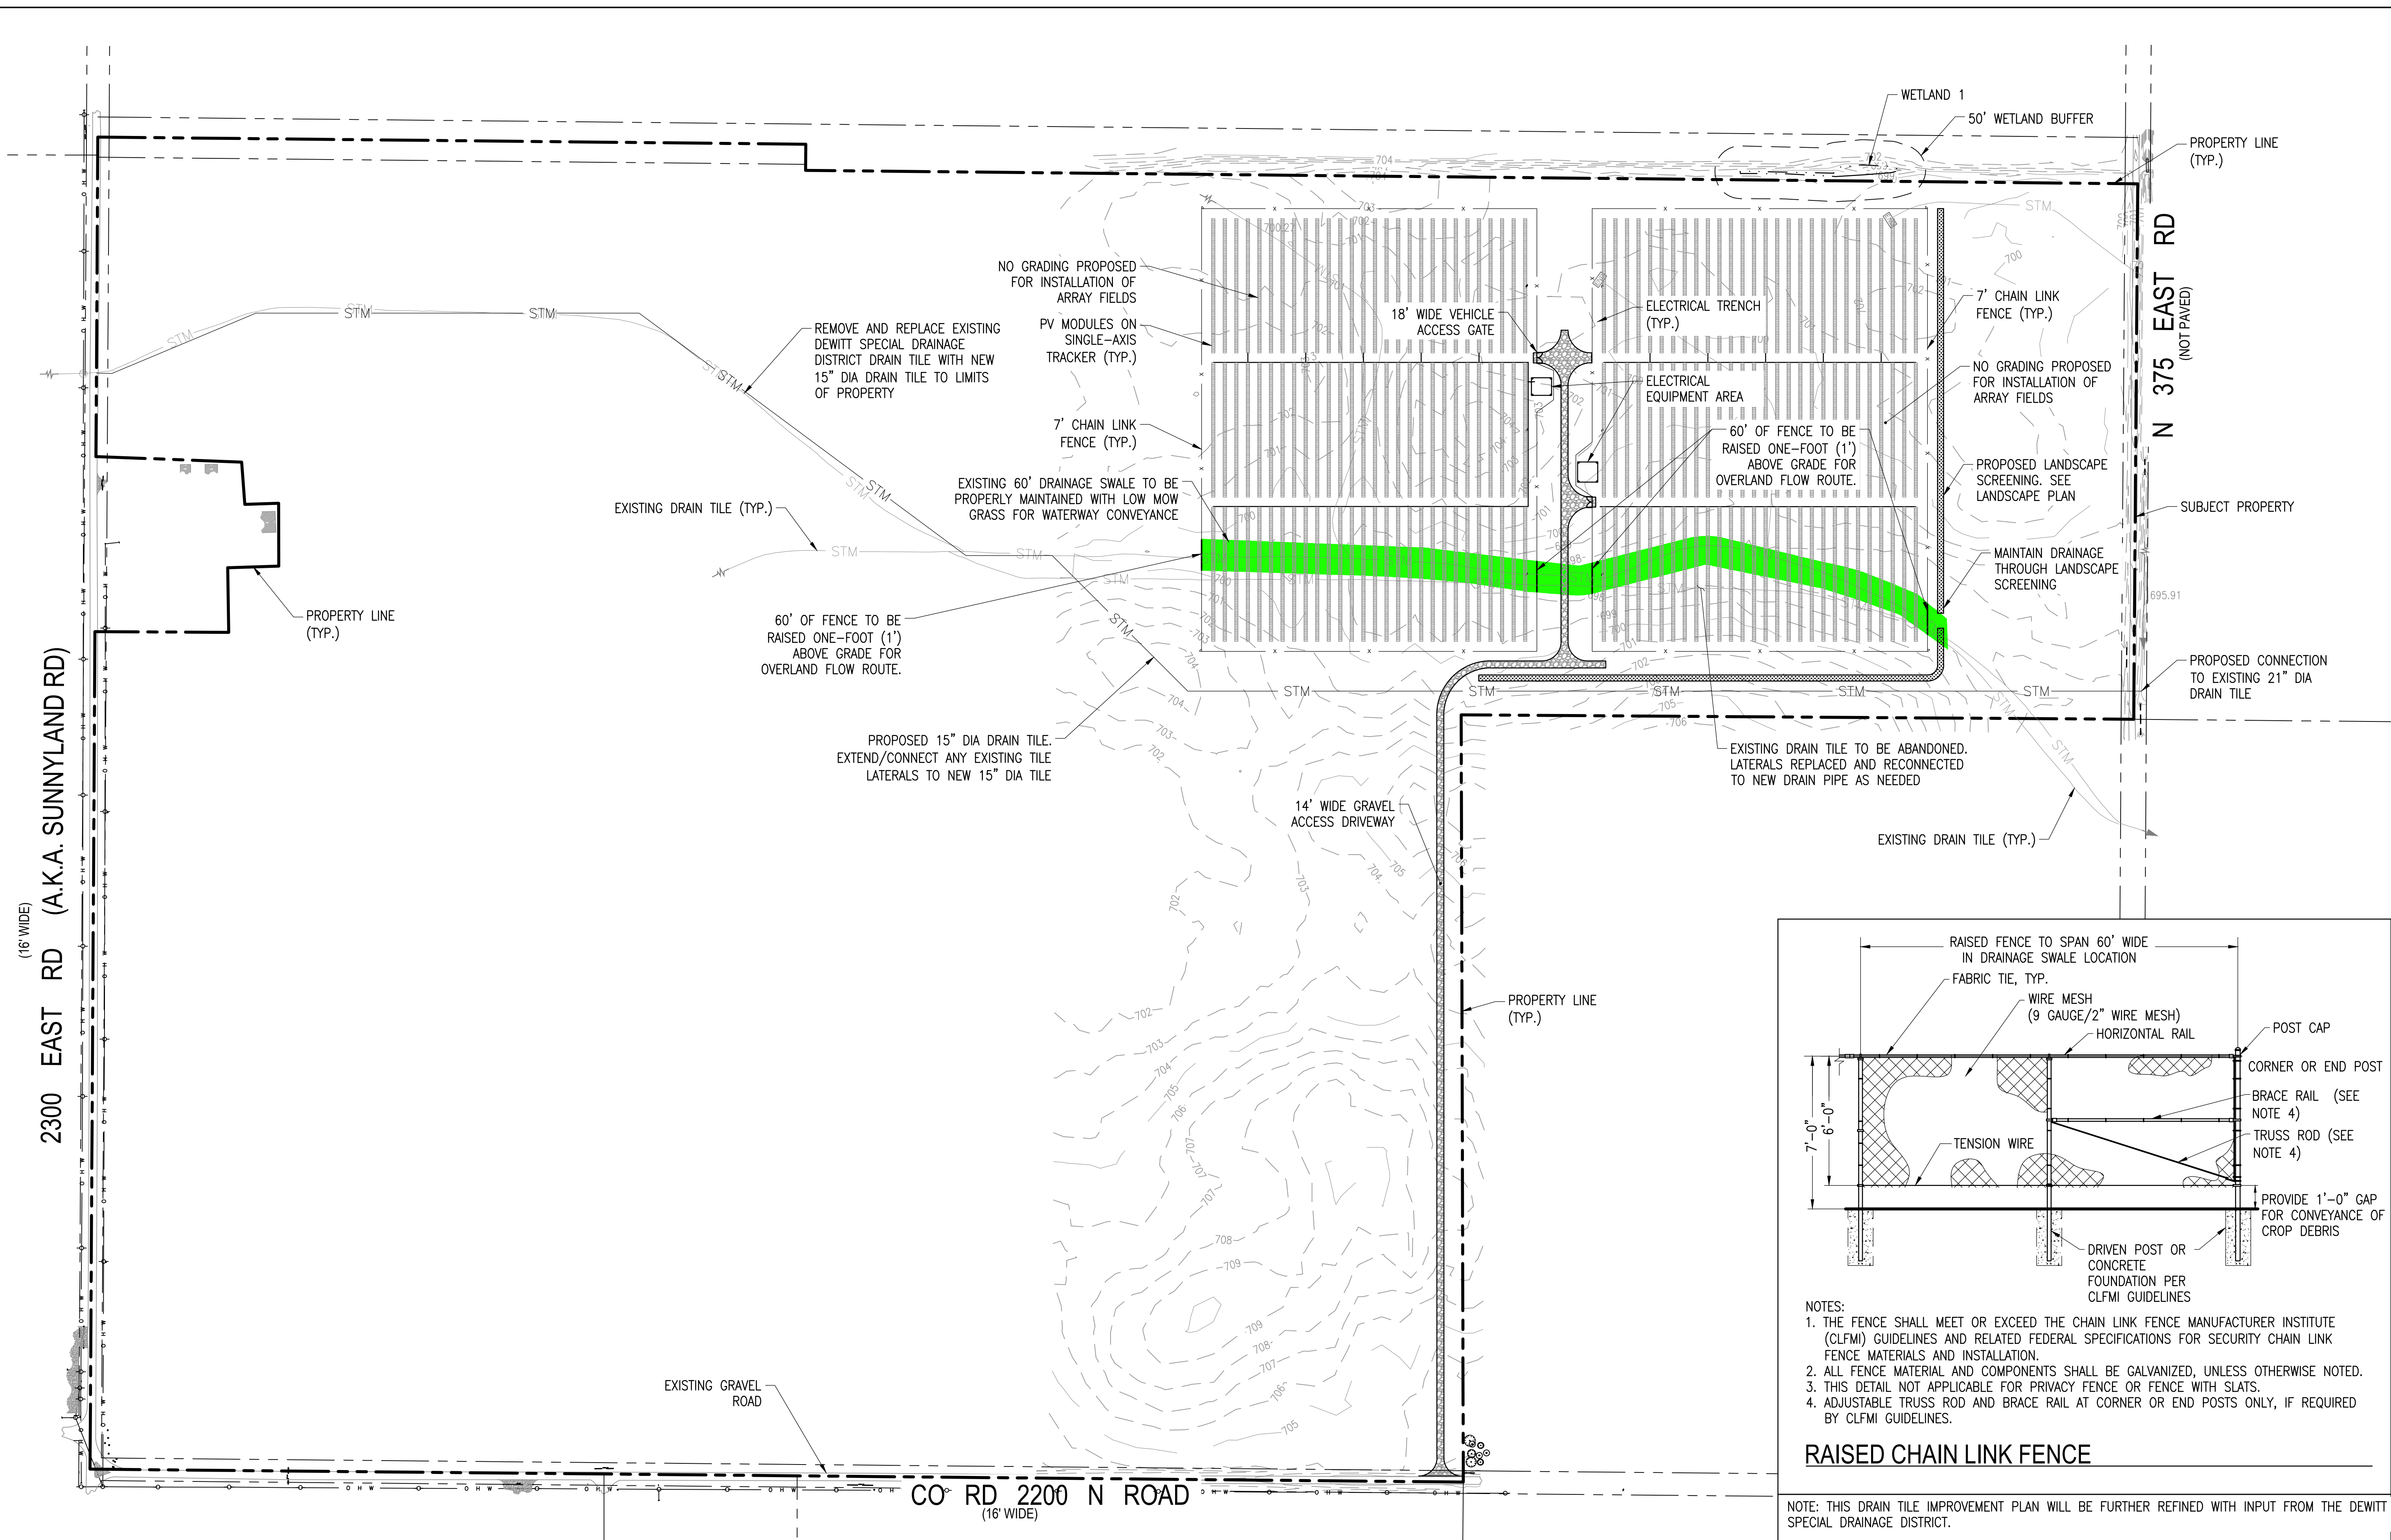 WETLAND 1
50' WETLAND BUFFER
PROPERTY LINE
(TYP.)
N 375 EAST RD
(NOT PAVED)
NO GRADING PROPOSED
FOR INSTALLATION OF
ARRAY FIELDS
PV MODULES ON
SINGLE-AXIS
TRACKER (TYP.)
18' WIDE VEHICLE
ACCESS GATE
ELECTRICAL TRENCH
(TYP.)
7' CHAIN LINK
FENCE (TYP.)
REMOVE AND REPLACE EXISTING
DEWITT SPECIAL DRAINAGE
DISTRICT DRAIN TILE WITH NEW
15" DIA DRAIN TILE TO LIMITS
OF PROPERTY
ELECTRICAL
EQUIPMENT AREA
NO GRADING PROPOSED
FOR INSTALLATION OF
ARRAY FIELDS
7' CHAIN LINK
FENCE (TYP.)
60' OF FENCE TO BE
RAISED ONE-FOOT (1')
ABOVE GRADE FOR
OVERLAND FLOW ROUTE.
PROPOSED LANDSCAPE
SCREENING. SEE
LANDSCAPE PLAN
EXISTING 60' DRAINAGE SWALE TO BE
PROPERLY MAINTAINED WITH LOW MOW
GRASS FOR WATERWAY CONVEYANCE
EXISTING DRAIN TILE (TYP.)
SUBJECT PROPERTY
MAINTAIN DRAINAGE
THROUGH LANDSCAPE
SCREENING
695.91
PROPERTY LINE
(TYP.)
60' OF FENCE TO BE
RAISED ONE-FOOT (1')
ABOVE GRADE FOR
OVERLAND FLOW ROUTE.
PROPOSED CONNECTION
TO EXISTING 21" DIA
DRAIN TILE
STM STM STM STM STM
PROPOSED 15" DIA DRAIN TILE.
EXTEND/CONNECT ANY EXISTING TILE
LATERALS TO NEW 15" DIA TILE
EXISTING DRAIN TILE TO BE ABANDONED.
LATERALS REPLACED AND RECONNECTED
TO NEW DRAIN PIPE AS NEEDED
14' WIDE GRAVEL
ACCESS DRIVEWAY
EXISTING DRAIN TILE (TYP.)
2300 EAST RD (A.K.A. SUNNYLAND RD)
(16' WIDE)
PROPERTY LINE
(TYP.)
EXISTING GRAVEL
ROAD
CO RD 2200 N ROAD
(16' WIDE)
RAISED FENCE TO SPAN 60' WIDE
IN DRAINAGE SWALE LOCATION
FABRIC TIE, TYP.
WIRE MESH
(9 GAUGE/2" WIRE MESH)
HORIZONTAL RAIL
POST CAP
CORNER OR END POST
BRACE RAIL (SEE
NOTE 4)
7'-0"
6'-0"
TENSION WIRE
TRUSS ROD (SEE
NOTE 4)
PROVIDE 1'-0" GAP
FOR CONVEYANCE OF
CROP DEBRIS
DRIVEN POST OR
CONCRETE
FOUNDATION PER
CLFMI GUIDELINES
NOTES:
1. THE FENCE SHALL MEET OR EXCEED THE CHAIN LINK FENCE MANUFACTURER INSTITUTE
(CLFMI) GUIDELINES AND RELATED FEDERAL SPECIFICATIONS FOR SECURITY CHAIN LINK
FENCE MATERIALS AND INSTALLATION.
2. ALL FENCE MATERIAL AND COMPONENTS SHALL BE GALVANIZED, UNLESS OTHERWISE NOTED.
3. THIS DETAIL NOT APPLICABLE FOR PRIVACY FENCE OR FENCE WITH SLATS.
4. ADJUSTABLE TRUSS ROD AND BRACE RAIL AT CORNER OR END POSTS ONLY, IF REQUIRED
BY CLFMI GUIDELINES.
RAISED CHAIN LINK FENCE
NOTE: THIS DRAIN TILE IMPROVEMENT PLAN WILL BE FURTHER REFINED WITH INPUT FROM THE DEWITT
SPECIAL DRAINAGE DISTRICT.